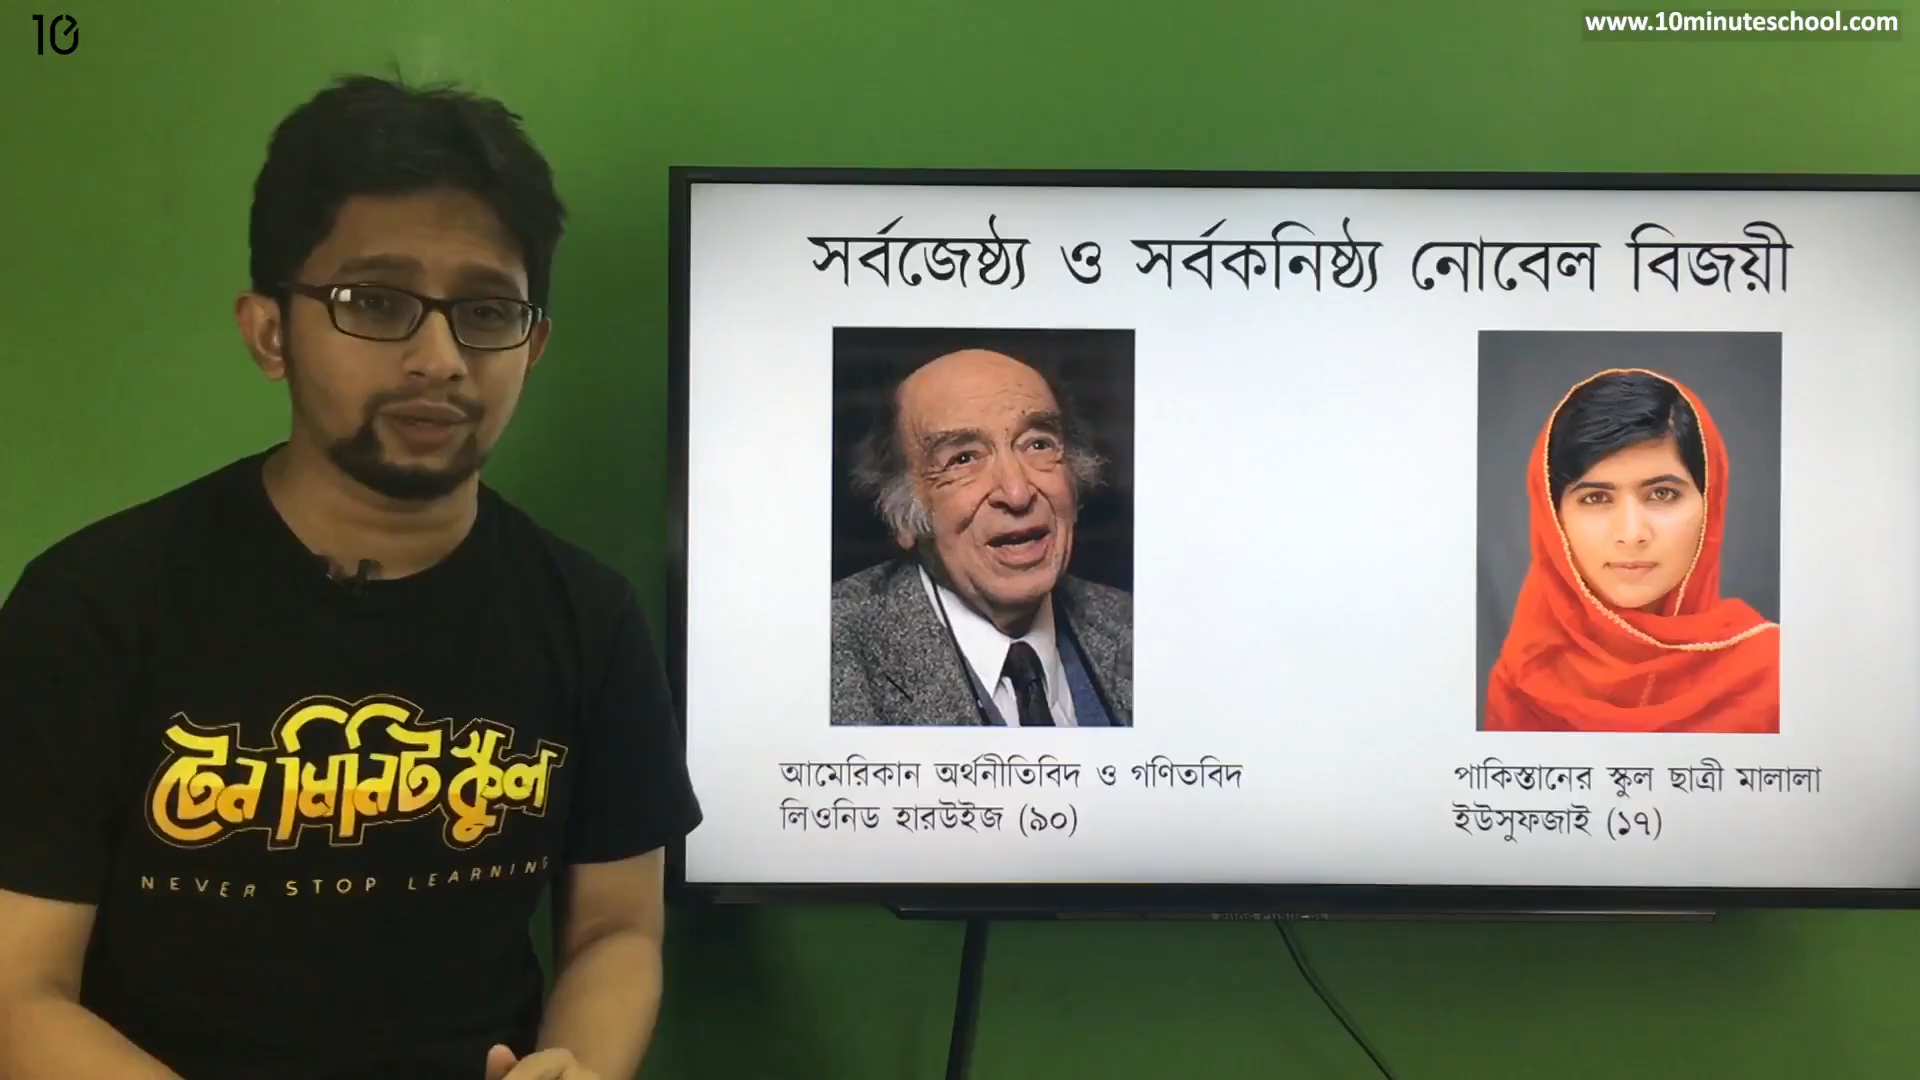 10
www.10minuteschool.com
সর্বজেষ্ঠ্য ও সর্বকনিষ্ঠ্য নোবেল বিজয়ী
আমেরিকান অর্থনীতিবিদ ও গণিতবিদ
লিওনিড হারউইজ (৯০)
পাকিস্তানের স্কুল ছাত্রী মালালা
ইউসুফজাই (১৭)
টেন মিনিট স্কুল
NEVER STOP LEARNING